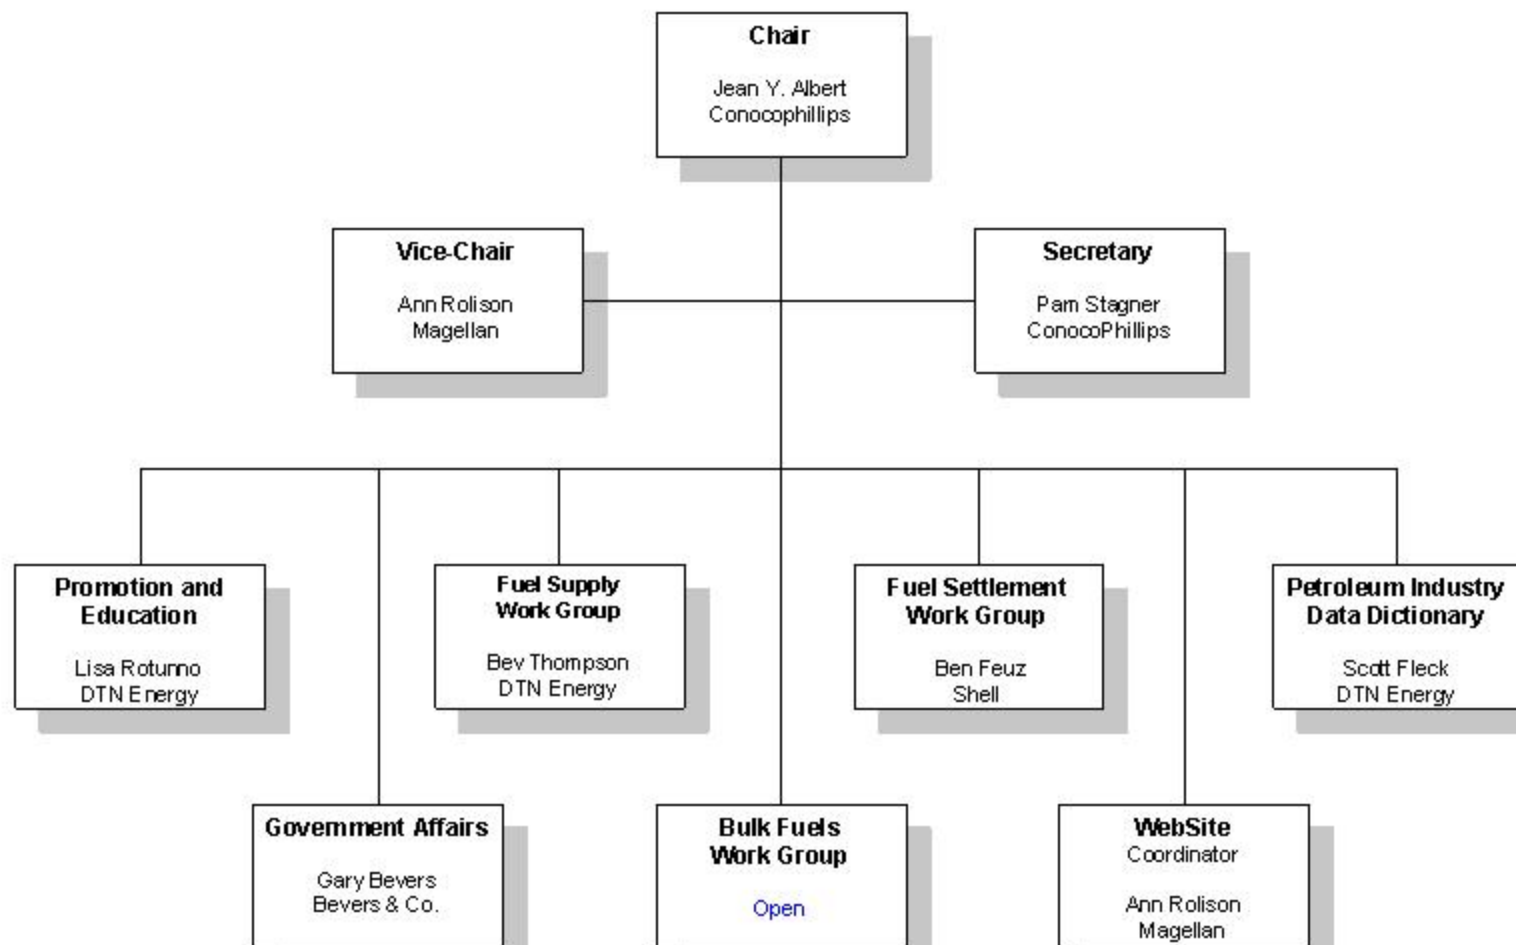 Chair
Jean Y. Albert
Conocophillips
Vice-Chair
Ann Rolison
Magellan
Secretary
Pam Stagner
ConocoPhillips
Promotion and
Education
Lisa Rotunno
DTN Energy
Fuel Supply
Work Group
Bev Thompson
DTN Energy
Fuel Settlement
Work Group
Ben Feuz
Shell
Petroleum Industry
Data Dictionary
Scott Fleck
DTN Energy
Government Affairs
Gary Bevers
Bevers & Co.
Bulk Fuels
Work Group
Open
WebSite
Coordinator
Ann Rolison
Magellan